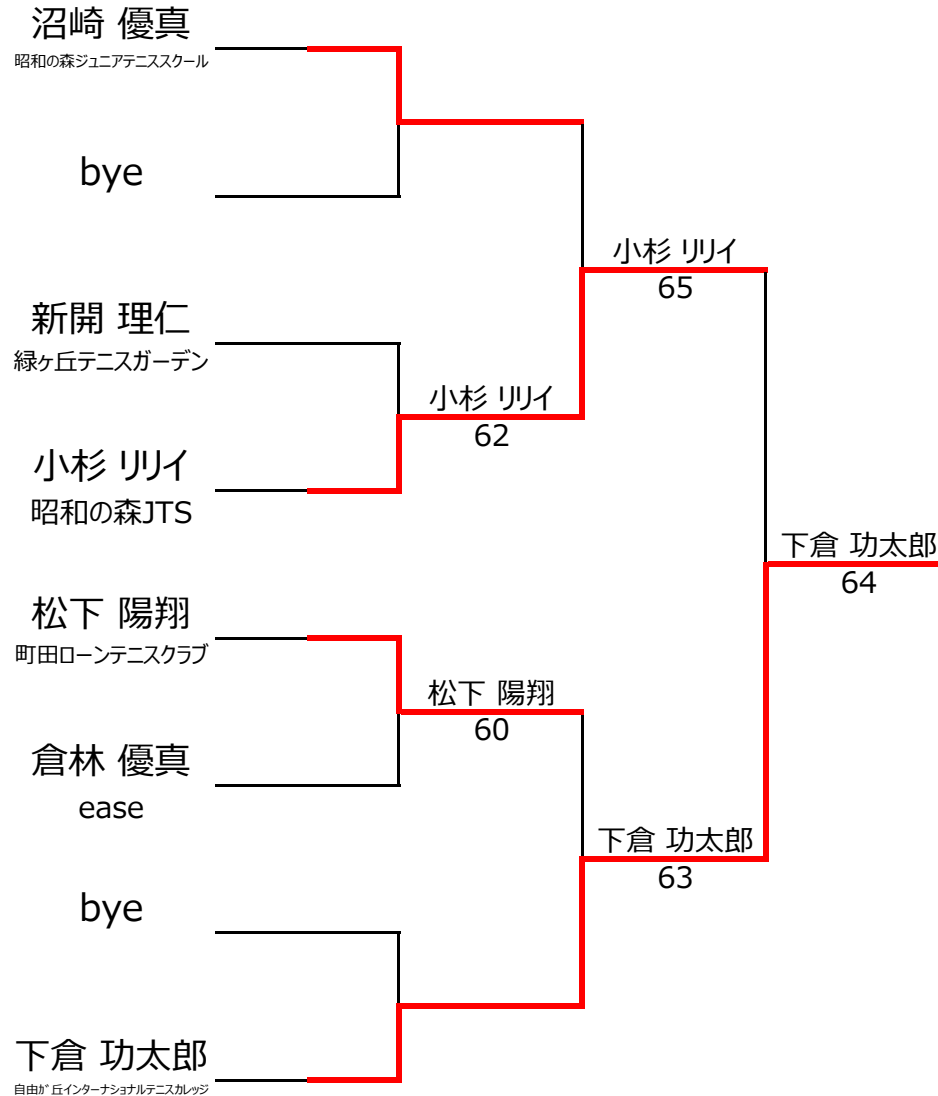 沼崎 優真
昭和の森ジュニアテニススクール
bye
新開 理仁
緑ヶ丘テニスガーデン
小杉 リリイ
昭和の森JTS
松下 陽翔
町田ローンテニスクラブ
倉林 優真
ease
bye
下倉 功太郎
自由が丘インターナショナルテニスカレッジ
小杉 リリイ
62
松下 陽翔
60
小杉 リリイ
65
下倉 功太郎
63
下倉 功太郎
64